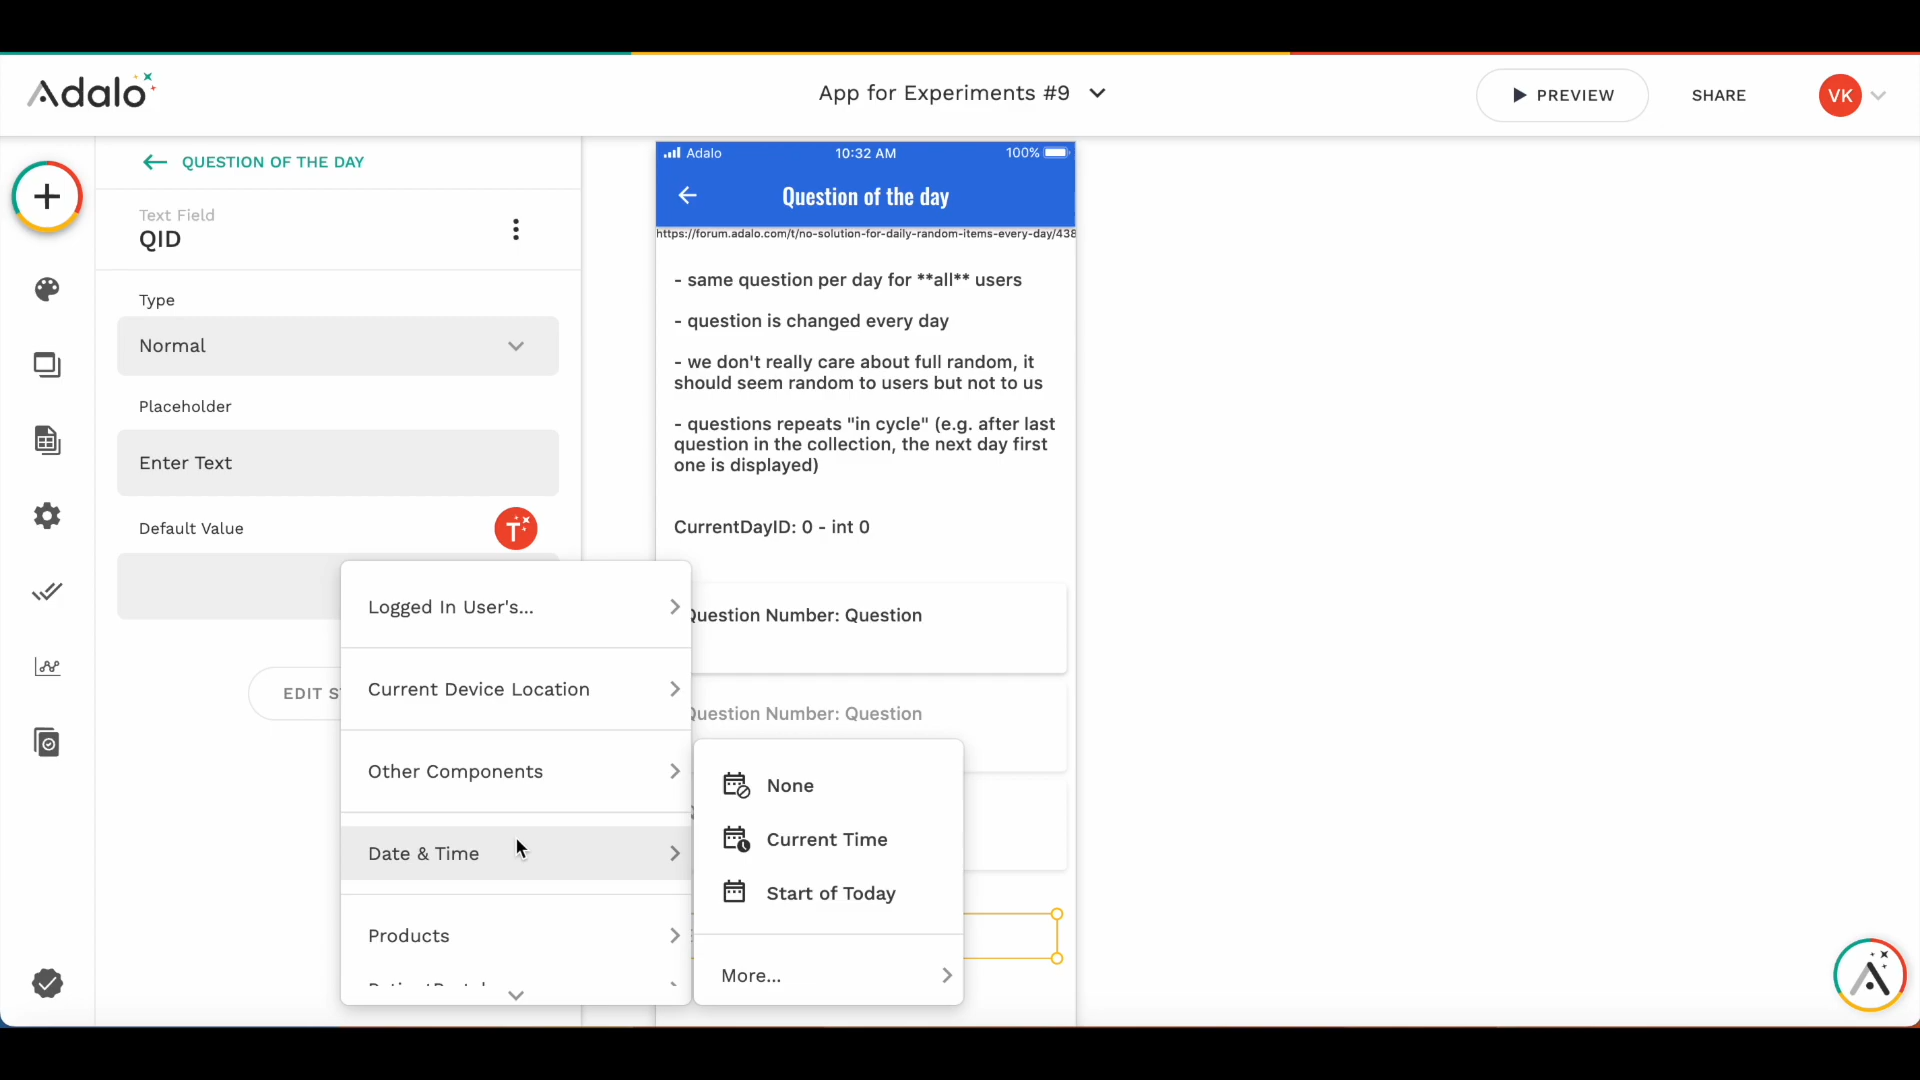 Adalo
App for Experiments #9
PREVIEW
SHARE
VK
QUESTION OF THE DAY
Text Field
QID
Type
Normal
Placeholder
Enter Text
Default Value
T
EDIT S
Logged In User's...
Current Device Location
Other Components
Date & Time
Products
None
Current Time
Start of Today
More...
Adalo
10:32 AM
100%
Question of the day
https://forum.adalo.com/t/no-solution-for-daily-random-items-every-day/438
- same question per day for **all** users
- question is changed every day
- we don't really care about full random, it
should seem random to users but not to us
- questions repeats "in cycle" (e.g. after last
question in the collection, the next day first
one is displayed)
CurrentDayID: 0 - int 0
Question Number: Question
Question Number: Question